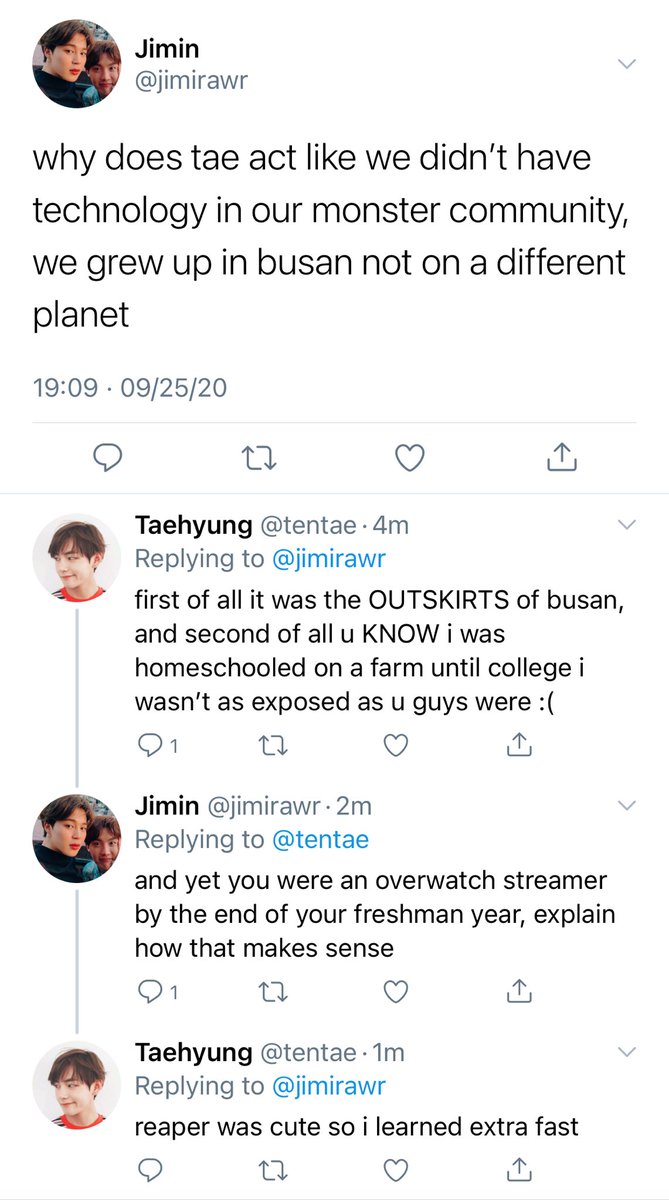 Jimin
@jimirawr
why does tae act like we didn’t have
technology in our monster community,
we grew up in busan not on a different
planet
19:09 · 09/25/20
Taehyung @tentae · 4m
Replying to @jimirawr
first of all it was the OUTSKIRTS of busan,
and second of all u KNOW i was
homeschooled on a farm until college i
wasn’t as exposed as u guys were :(
1
Jimin @jimirawr · 2m
Replying to @tentae
and yet you were an overwatch streamer
by the end of your freshman year, explain
how that makes sense
1
Taehyung @tentae · 1m
Replying to @jimirawr
reaper was cute so i learned extra fast